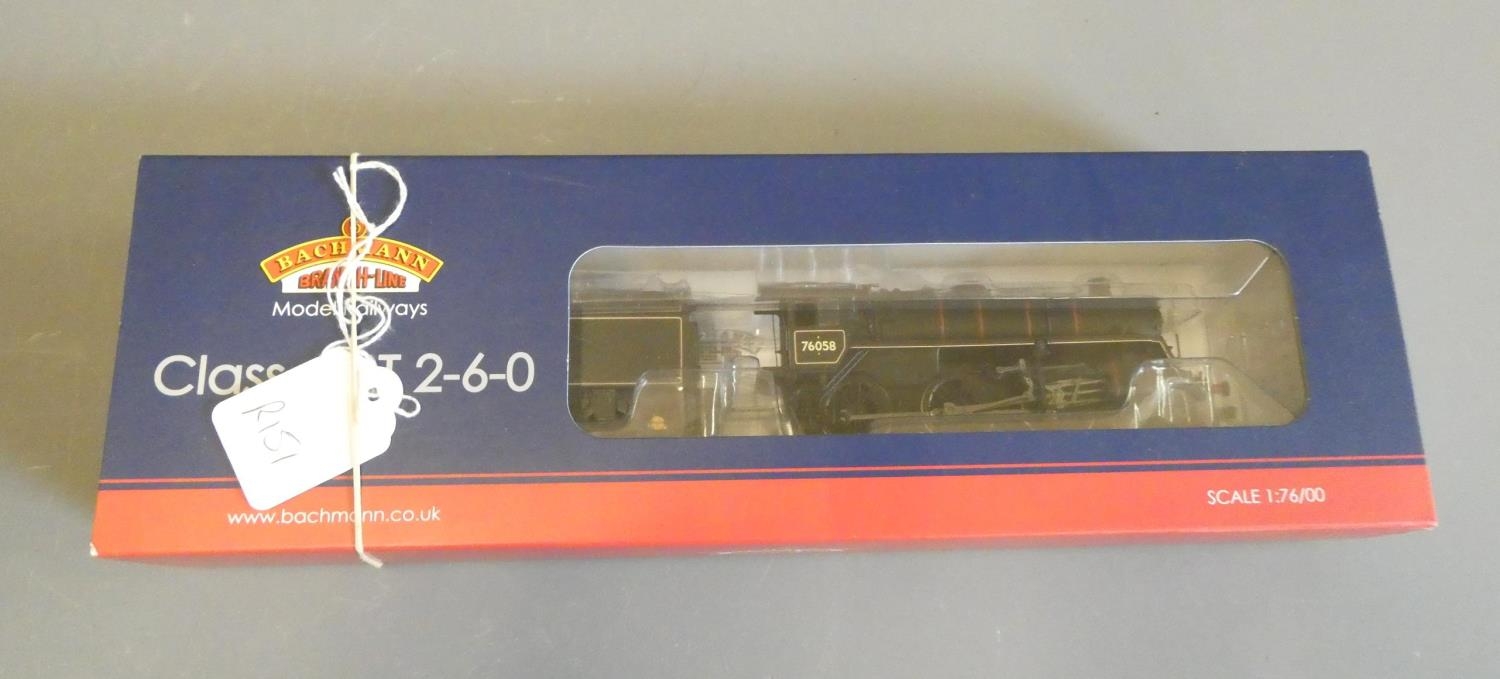 BACHMANN
BRANCH-LINE
Model Railways
Class 2-6-0
R151
76058
www.bachmann.co.uk
SCALE 1:76/00